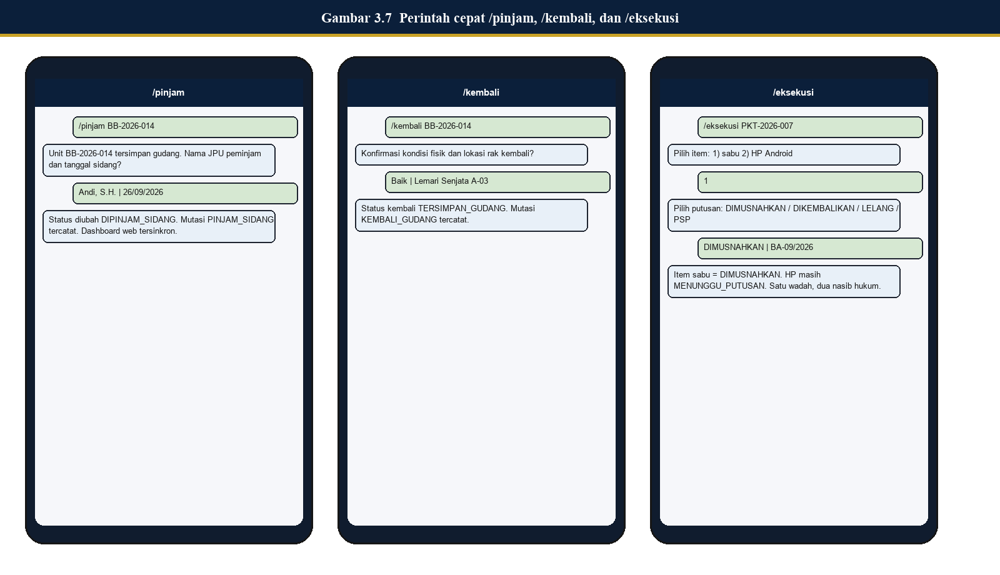 Gambar 3.7  Perintah cepat /pinjam, /kembali, dan /eksekusi
/pinjam
/pinjam BB-2026-014
Unit BB-2026-014 tersimpan gudang. Nama JPU peminjam
dan tanggal sidang?
Andi, S.H. | 26/09/2026
Status diubah DIPINJAM_SIDANG. Mutasi PINJAM_SIDANG
tercatat. Dashboard web tersinkron.
/kembali
/kembali BB-2026-014
Konfirmasi kondisi fisik dan lokasi rak kembali?
Baik | Lemari Senjata A-03
Status kembali TERSIMPAN_GUDANG. Mutasi
KEMBALI_GUDANG tercatat.
/eksekusi
/eksekusi PKT-2026-007
Pilih item: 1) sabu 2) HP Android
1
Pilih putusan: DIMUSNAHKAN / DIKEMBALIKAN / LELANG /
PSP
DIMUSNAHKAN | BA-09/2026
Item sabu = DIMUSNAHKAN. HP masih
MENUNGGU_PUTUSAN. Satu wadah, dua nasib hukum.